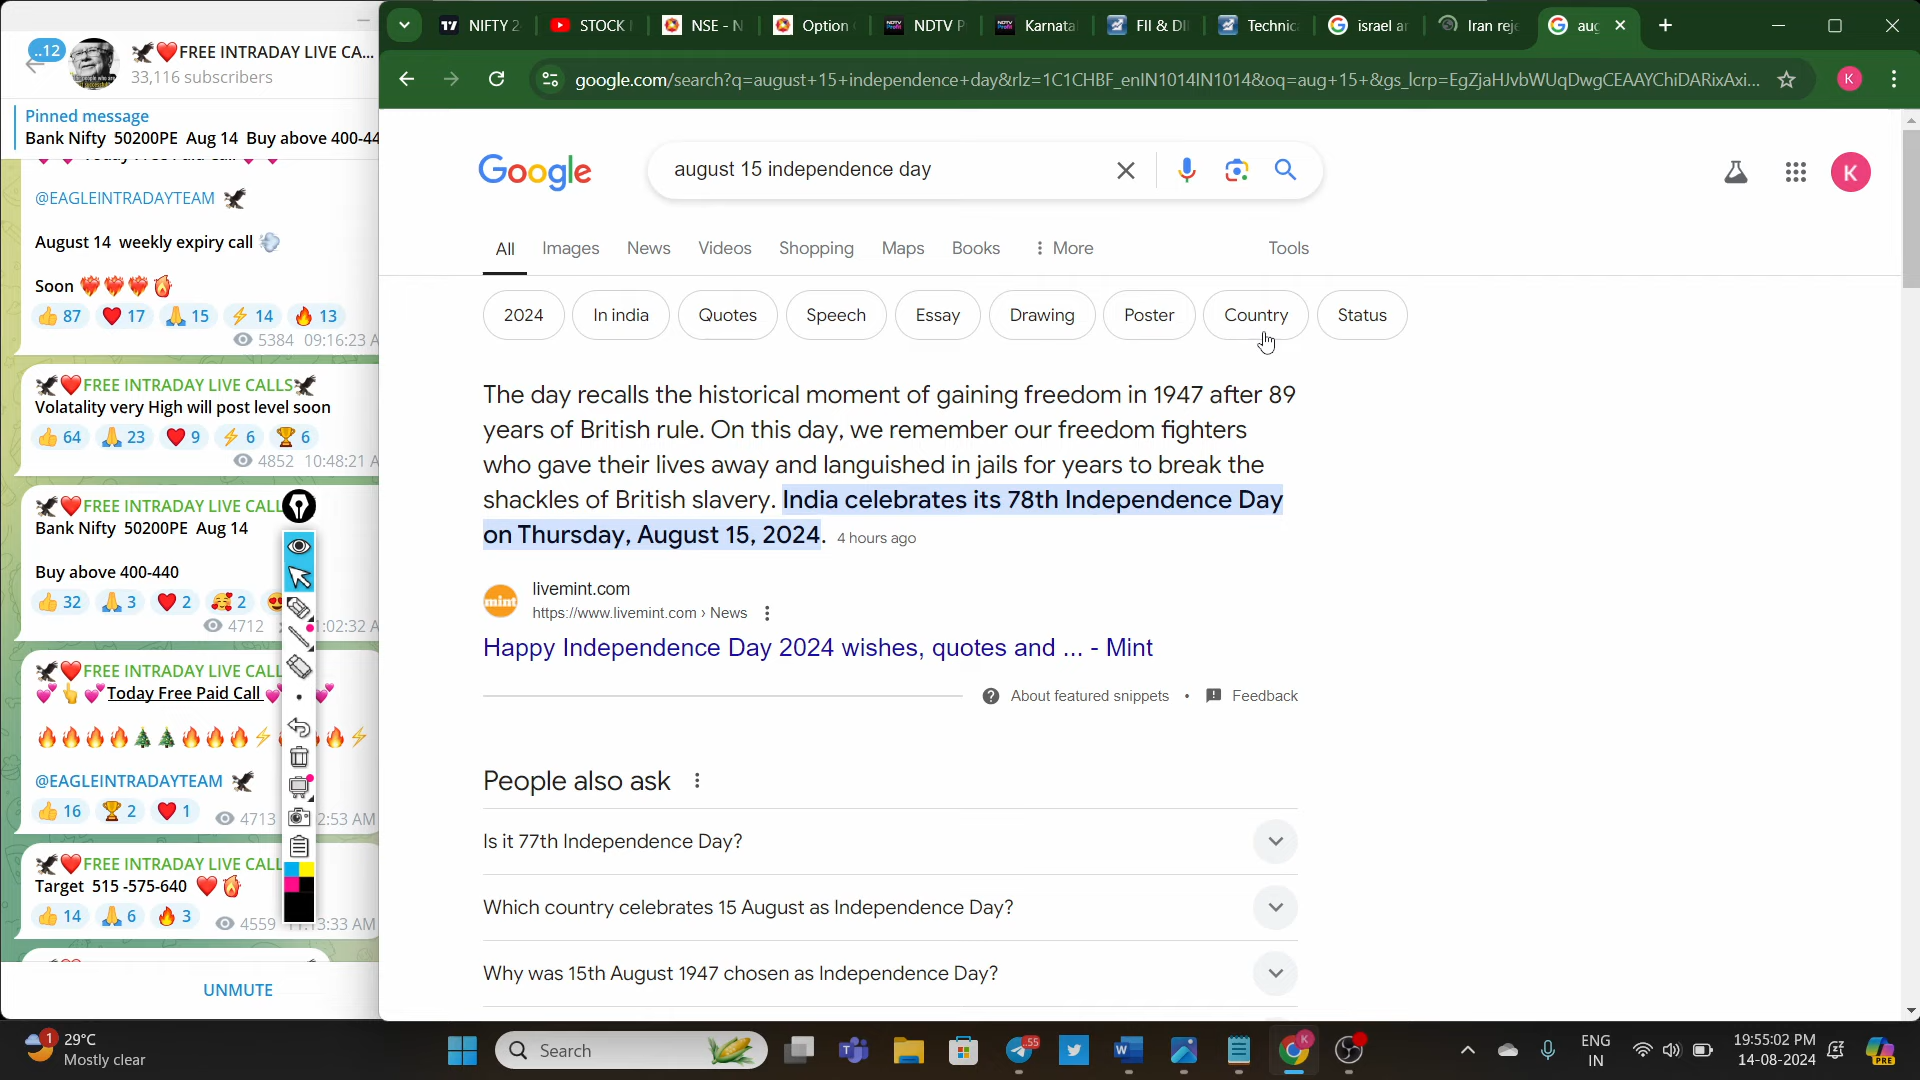 ..12
FREE INTRADAY LIVE CA...
33,116 subscribers
Pinned message
Bank Nifty 50200PE Aug 14 Buy above 400-44
@EAGLEINTRADAYTEAM
August 14 weekly expiry call
Soon
87 17 15 14 13
5384 09:16:23 A
FREE INTRADAY LIVE CALLS
Volatality very High will post level soon
64 23 9 6 6
4852 10:48:21 A
FREE INTRADAY LIVE CALL
Bank Nifty 50200PE Aug 14
Buy above 400-440
32 3 2 2
4712 :02:32 A
FREE INTRADAY LIVE CALL
Today Free Paid Call
@EAGLEINTRADAYTEAM
16 2 1
4713 2:53 AM
FREE INTRADAY LIVE CALL
Target 515 -575-640
14 6 3
4559 3:33 AM
UNMUTE
NIFTY 2
STOCK
NSE - N
Option
NDTV P
Karnata
FII & DI
Technic
israel ar
Iran reje
aug
google.com/search?q=august+15+independence+day&rlz=1C1CHBF_enIN1014IN1014&oq=aug+15+&gs_lcrp=EgZjaHJvbWUqDwgCEAAYChiDARixAxi...
K
Google
august 15 independence day
K
All Images News Videos Shopping Maps Books More Tools
2024 In india Quotes Speech Essay Drawing Poster Country Status
The day recalls the historical moment of gaining freedom in 1947 after 89
years of British rule. On this day, we remember our freedom fighters
who gave their lives away and languished in jails for years to break the
shackles of British slavery. India celebrates its 78th Independence Day
on Thursday, August 15, 2024. 4 hours ago
mint
livemint.com
https://www.livemint.com › News
Happy Independence Day 2024 wishes, quotes and ... - Mint
About featured snippets • Feedback
People also ask
Is it 77th Independence Day?
Which country celebrates 15 August as Independence Day?
Why was 15th August 1947 chosen as Independence Day?
1
29°C
Mostly clear
Search
.55
ENG
IN
19:55:02 PM
14-08-2024
PRE